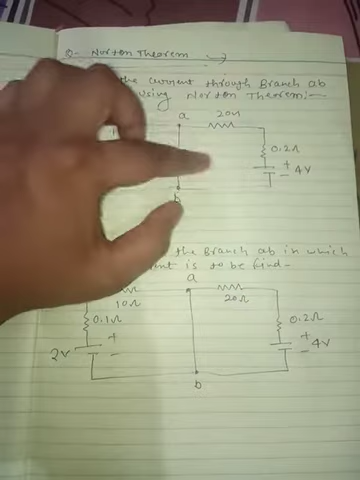 Q- Norton Theorem
the current through Branch ab
using Norton Theorem:-
a 20Ω
0.2Ω
+
- 4V
b
the Branch ab in which
is to be find-
a
10Ω 20Ω
0.1Ω 0.2Ω
+ +
2V - - 4V
b